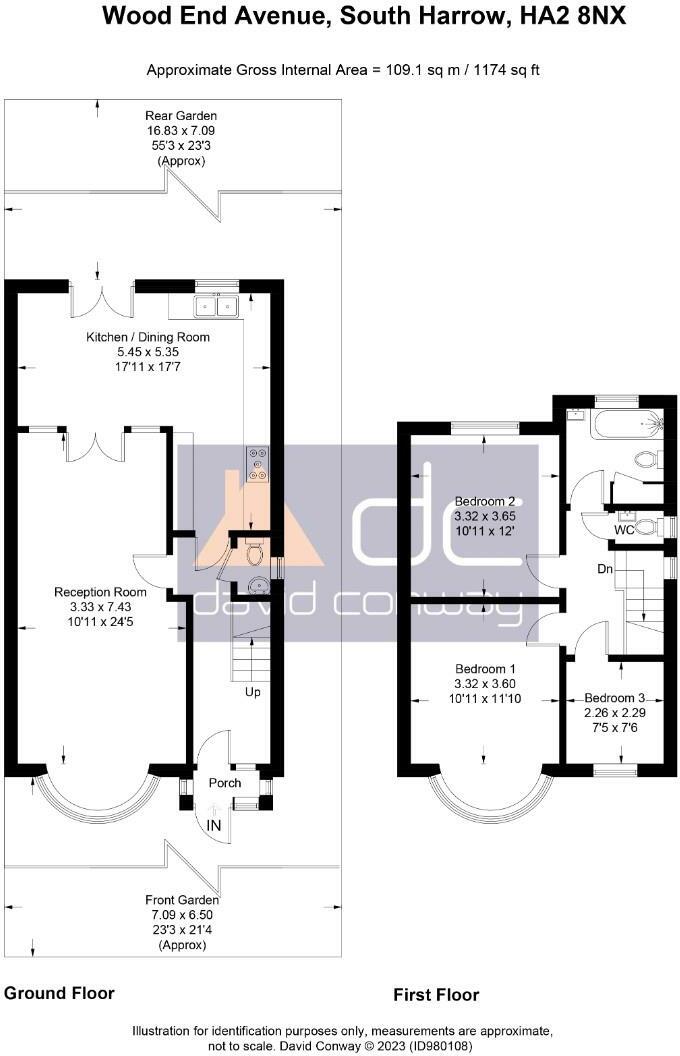 Wood End Avenue, South Harrow, HA2 8NX
Approximate Gross Internal Area = 109.1 sq m / 1174 sq ft
Rear Garden
16.83 x 7.09
55'3 x 23'3
(Approx)
Kitchen / Dining Room
5.45 x 5.35
17'11 x 17'7
Reception Room
3.33 x 7.43
10'11 x 24'5
Up
Porch
IN
Front Garden
7.09 x 6.50
23'3 x 21'4
(Approx)
Bedroom 2
3.32 x 3.65
10'11 x 12'
WC
Dn
Bedroom 1
3.32 x 3.60
10'11 x 11'10
Bedroom 3
2.26 x 2.29
7'5 x 7'6
dc
david conway
Ground Floor
First Floor
Illustration for identification purposes only, measurements are approximate,
not to scale. David Conway © 2023 (ID980108)